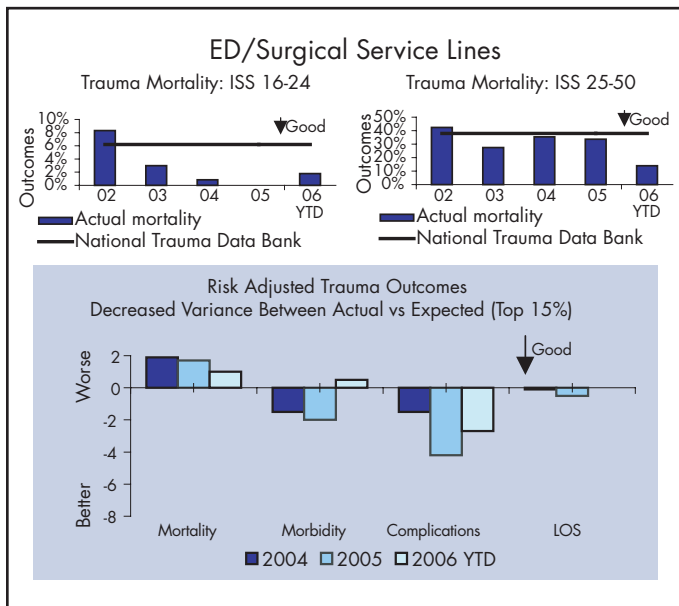 ED/Surgical Service Lines
Trauma Mortality: ISS 16-24
Outcomes
10%
8%
6%
4%
2%
0%
Good
02 03 04 05 06
YTD
Actual mortality
National Trauma Data Bank
Trauma Mortality: ISS 25-50
Outcomes
50%
40%
30%
20%
10%
0%
Good
02 03 04 05 06
YTD
Actual mortality
National Trauma Data Bank
Risk Adjusted Trauma Outcomes
Decreased Variance Between Actual vs Expected (Top 15%)
Worse
Better
2
0
-2
-4
-6
-8
Good
Mortality Morbidity Complications LOS
2004 2005 2006 YTD